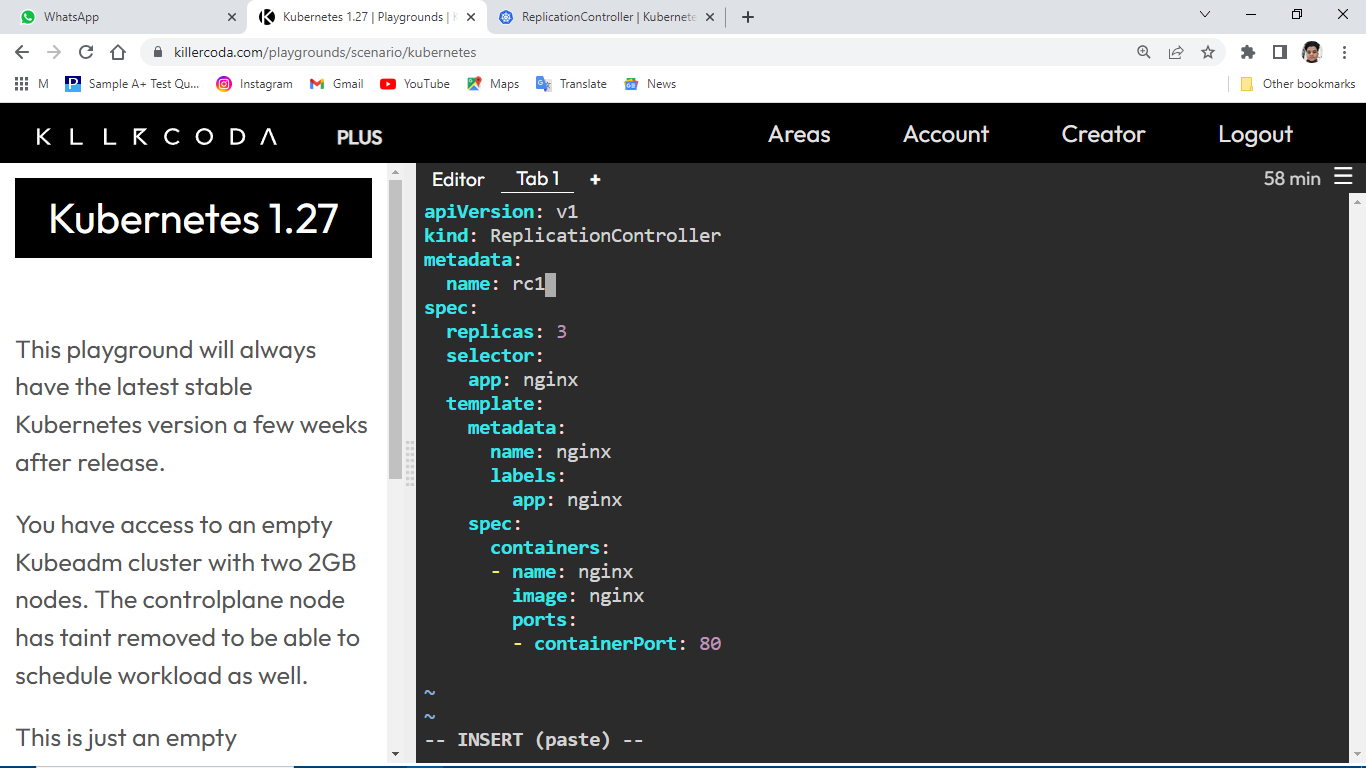 WhatsApp
Kubernetes 1.27 | Playgrounds | K
ReplicationController | Kubernete
killercoda.com/playgrounds/scenario/kubernetes
M
Sample A+ Test Qu...
Instagram
Gmail
YouTube
Maps
Translate
News
Other bookmarks
PLUS
Areas
Account
Creator
Logout
Kubernetes 1.27
This playground will always
have the latest stable
Kubernetes version a few weeks
after release.
You have access to an empty
Kubeadm cluster with two 2GB
nodes. The controlplane node
has taint removed to be able to
schedule workload as well.
This is just an empty
Editor
Tab 1
+
58 min
apiVersion: v1
kind: ReplicationController
metadata:
  name: rc1
spec:
  replicas: 3
  selector:
    app: nginx
  template:
    metadata:
      name: nginx
      labels:
        app: nginx
    spec:
      containers:
      - name: nginx
        image: nginx
        ports:
        - containerPort: 80
~
~
-- INSERT (paste) --